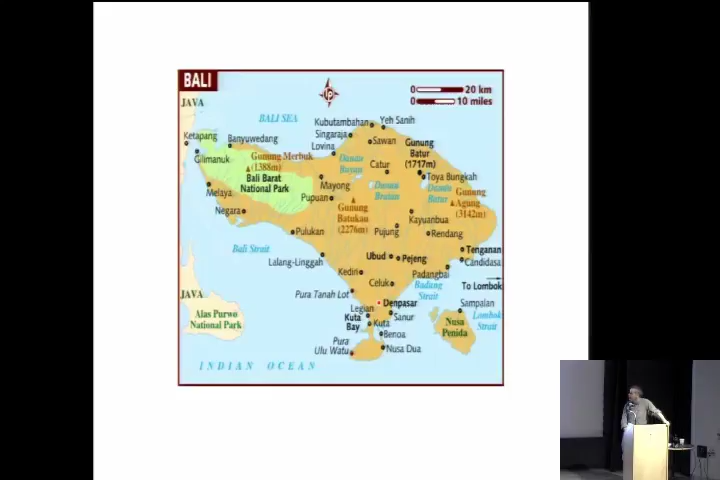 BALI
0 20 km
0 10 miles
JAVA
BALI SEA
Kubutambahan
Yeh Sanih
Ketapang
Banyuwedang
Singaraja
Sawan
Gunung
Batur
(1717m)
Lovina
Gilimanuk
Gunung Merbuk
(1388m)
Danau
Buyan
Catur
Bali Barat
National Park
Mayong
Danau
Bratan
Toya Bungkah
Danau
Batur
Melaya
Pupuan
Gunung
Agung
(3142m)
Negara
Gunung
Batukau
(2276m)
Kayuanbua
Pulukan
Pujung
Rendang
Bali Strait
Lalang-Linggah
Ubud
Pejeng
Tenganan
Candidasa
Kediri
Padangbai
Celuk
Badung
Strait
To Lombok
JAVA
Pura Tanah Lot
Denpasar
Sampalan
Alas Purwo
National Park
Legian
Sanur
Lombok
Strait
Kuta
Bay
Kuta
Nusa
Penida
Benoa
Pura
Ulu Watu
Nusa Dua
INDIAN OCEAN